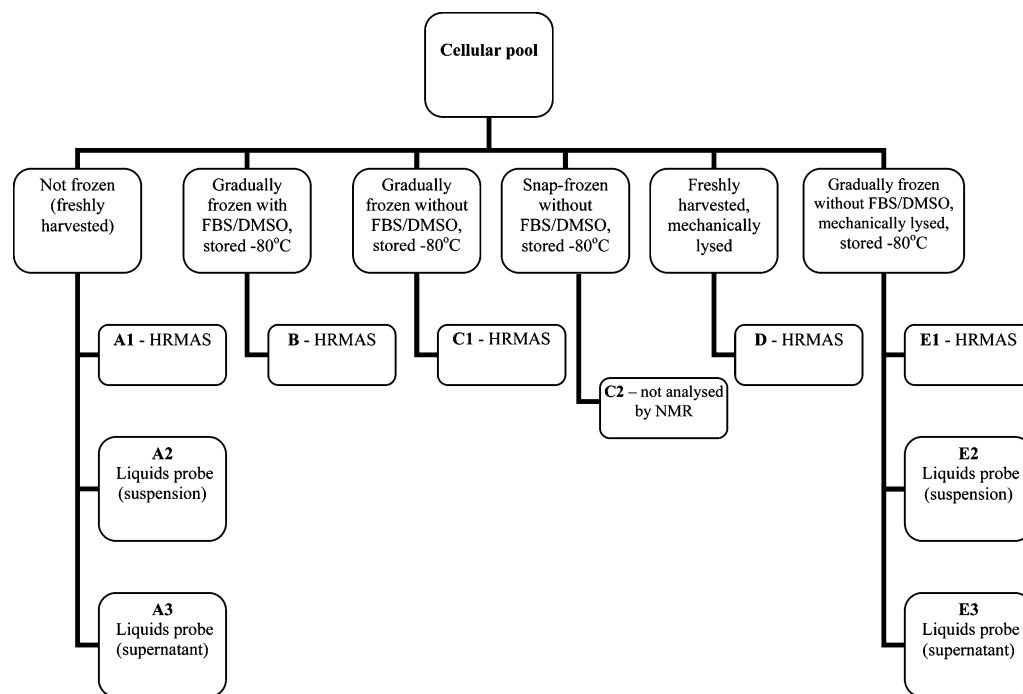 Cellular pool
Not frozen
(freshly
harvested)
Gradually
frozen with
FBS/DMSO,
stored -80°C
Gradually
frozen without
FBS/DMSO,
stored -80°C
Snap-frozen
without
FBS/DMSO,
stored -80°C
Freshly
harvested,
mechanically
lysed
Gradually frozen
without FBS/DMSO,
mechanically lysed,
stored -80°C
A1 - HRMAS
B - HRMAS
C1 - HRMAS
D - HRMAS
E1 - HRMAS
C2 – not analysed
by NMR
A2
Liquids probe
(suspension)
E2
Liquids probe
(suspension)
A3
Liquids probe
(supernatant)
E3
Liquids probe
(supernatant)